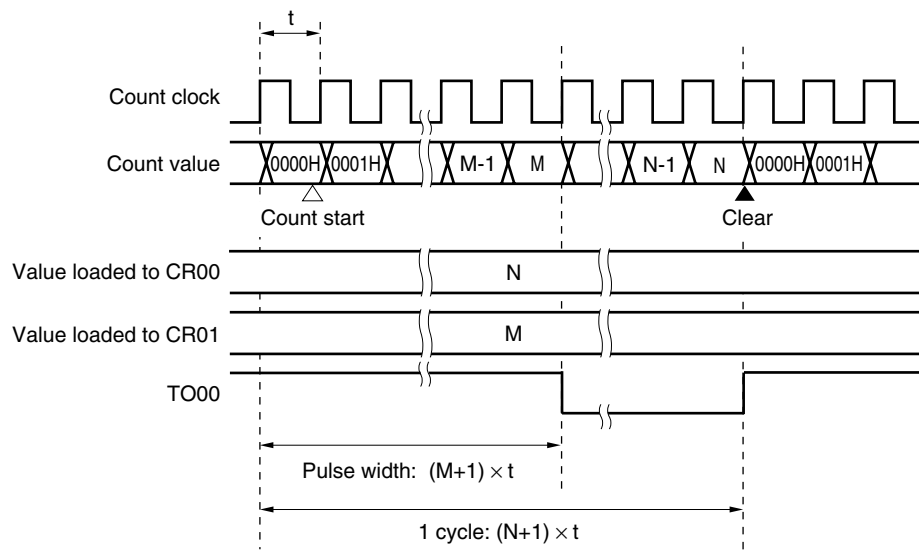 t
Count clock
Count value 0000H 0001H M-1 M N-1 N 0000H 0001H
Count start Clear
Value loaded to CR00 N
Value loaded to CR01 M
TO00
Pulse width: (M+1) × t
1 cycle: (N+1) × t